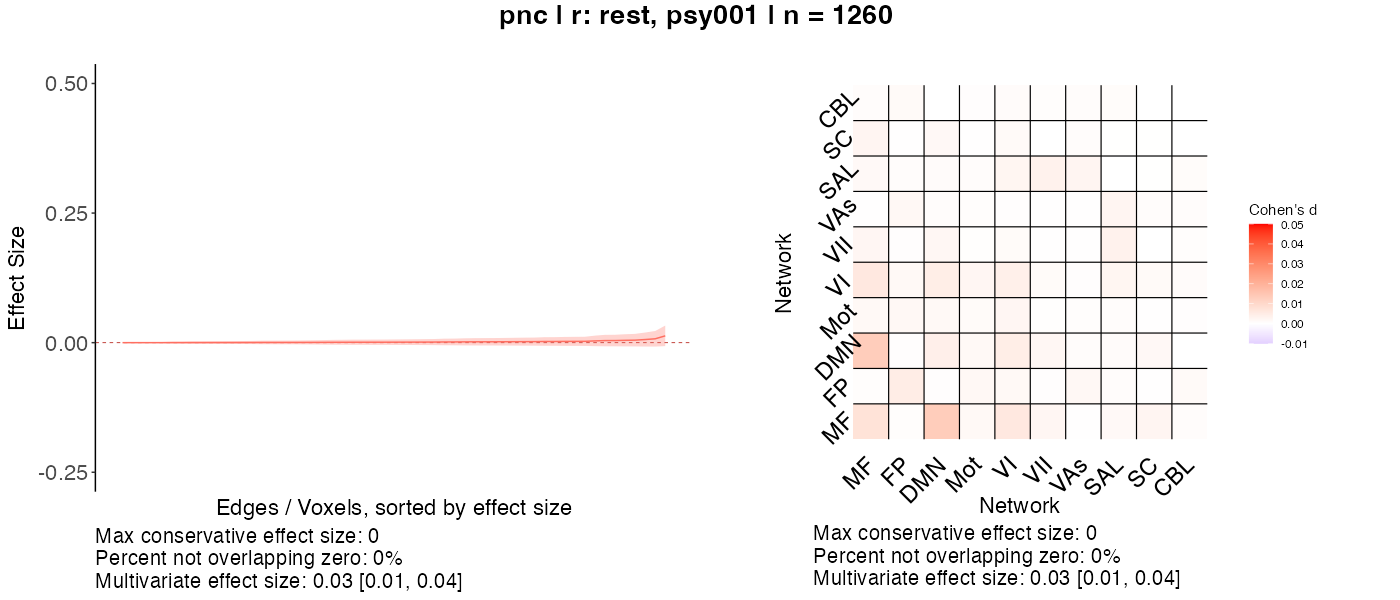 pnc | r: rest, psy001 | n = 1260
0.50
0.25
0.00
-0.25
Effect Size
Edges / Voxels, sorted by effect size
Max conservative effect size: 0
Percent not overlapping zero: 0%
Multivariate effect size: 0.03 [0.01, 0.04]
Network
CBL
SC
SAL
VAs
VII
VI
Mot
DMN
FP
MF
MF FP DMN Mot VI VII VAs SAL SC CBL
Network
Max conservative effect size: 0
Percent not overlapping zero: 0%
Multivariate effect size: 0.03 [0.01, 0.04]
Cohen's d
0.05
0.04
0.03
0.02
0.01
0.00
-0.01